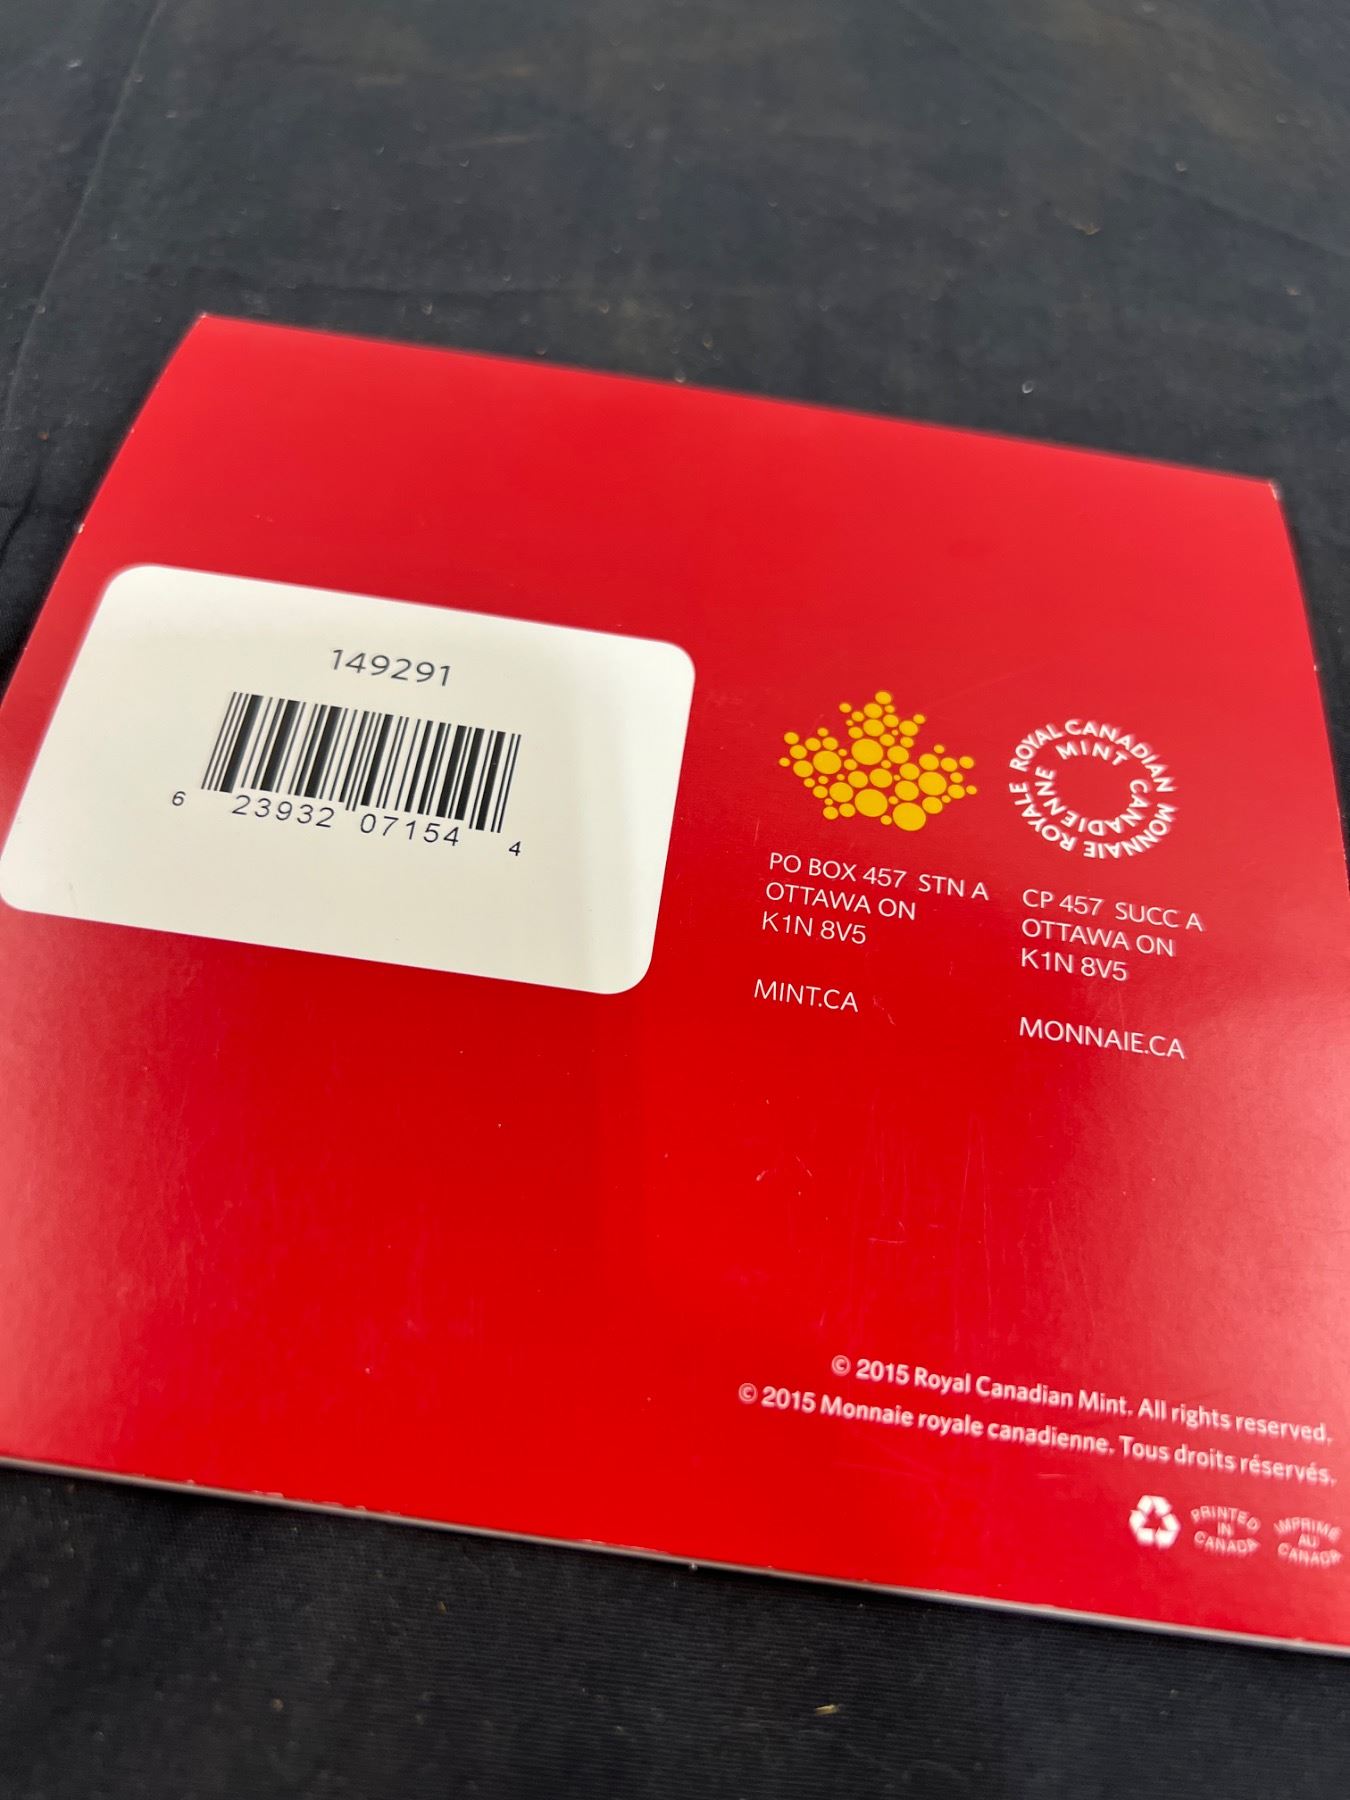 149291
6 23932 07154 4
ROYAL CANADIAN MINT
MONNAIE ROYALE CANADIENNE
PO BOX 457 STN A
OTTAWA ON
K1N 8V5
MINT.CA
CP 457 SUCC A
OTTAWA ON
K1N 8V5
MONNAIE.CA
© 2015 Royal Canadian Mint. All rights reserved.
© 2015 Monnaie royale canadienne. Tous droits réservés.
PRINTED
IN
CANADA
IMPRIMÉ
AU
CANADA